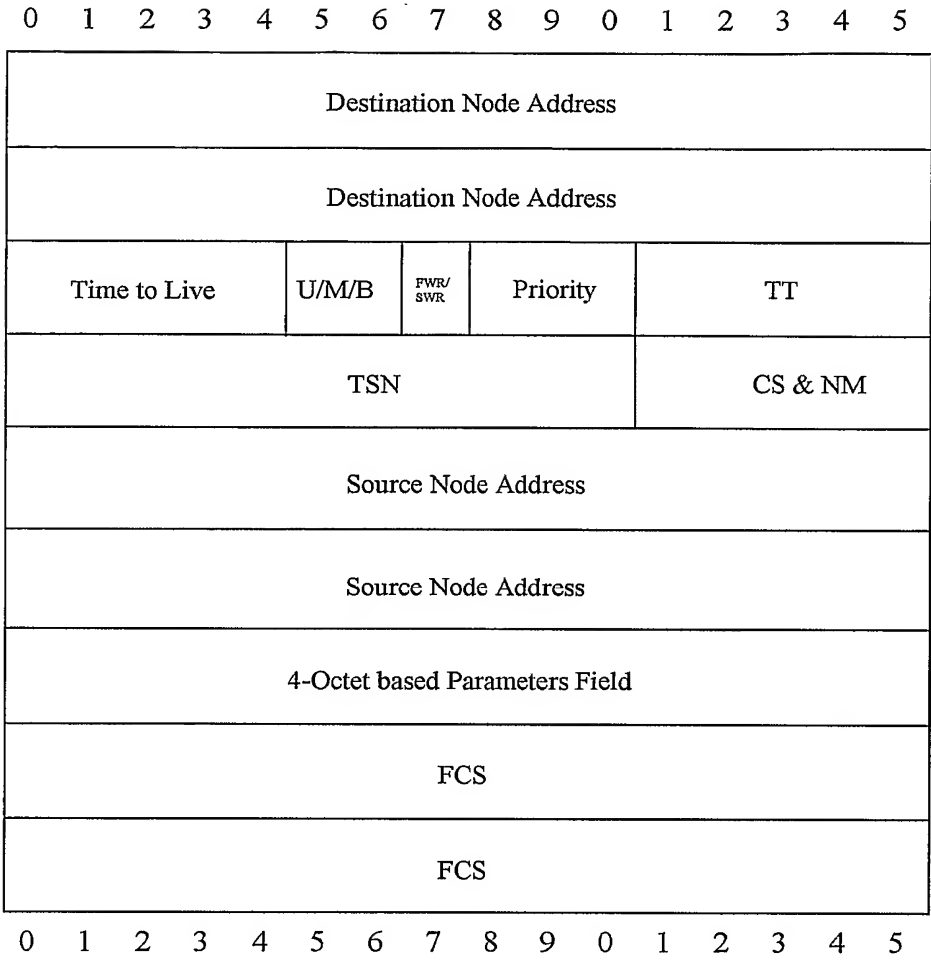 0 1 2 3 4 5 6 7 8 9 0 1 2 3 4 5
Destination Node Address
Destination Node Address
Time to Live U/M/B FWR/ Priority TT
SWR
TSN CS & NM
Source Node Address
Source Node Address
4-Octet based Parameters Field
FCS
FCS
0 1 2 3 4 5 6 7 8 9 0 1 2 3 4 5